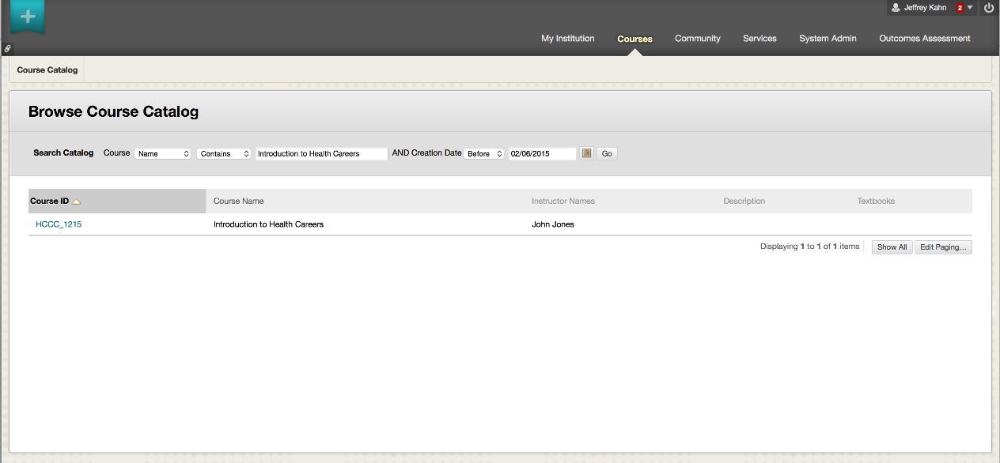 Jeffrey Kahn 2
My Institution Courses Community Services System Admin Outcomes Assessment
Course Catalog
Browse Course Catalog
Search Catalog Course Name Contains Introduction to Health Careers AND Creation Date Before 02/06/2015 Go
Course ID Course Name Instructor Names Description Textbooks
HCCC_1215 Introduction to Health Careers John Jones
Displaying 1 to 1 of 1 items Show All Edit Paging...